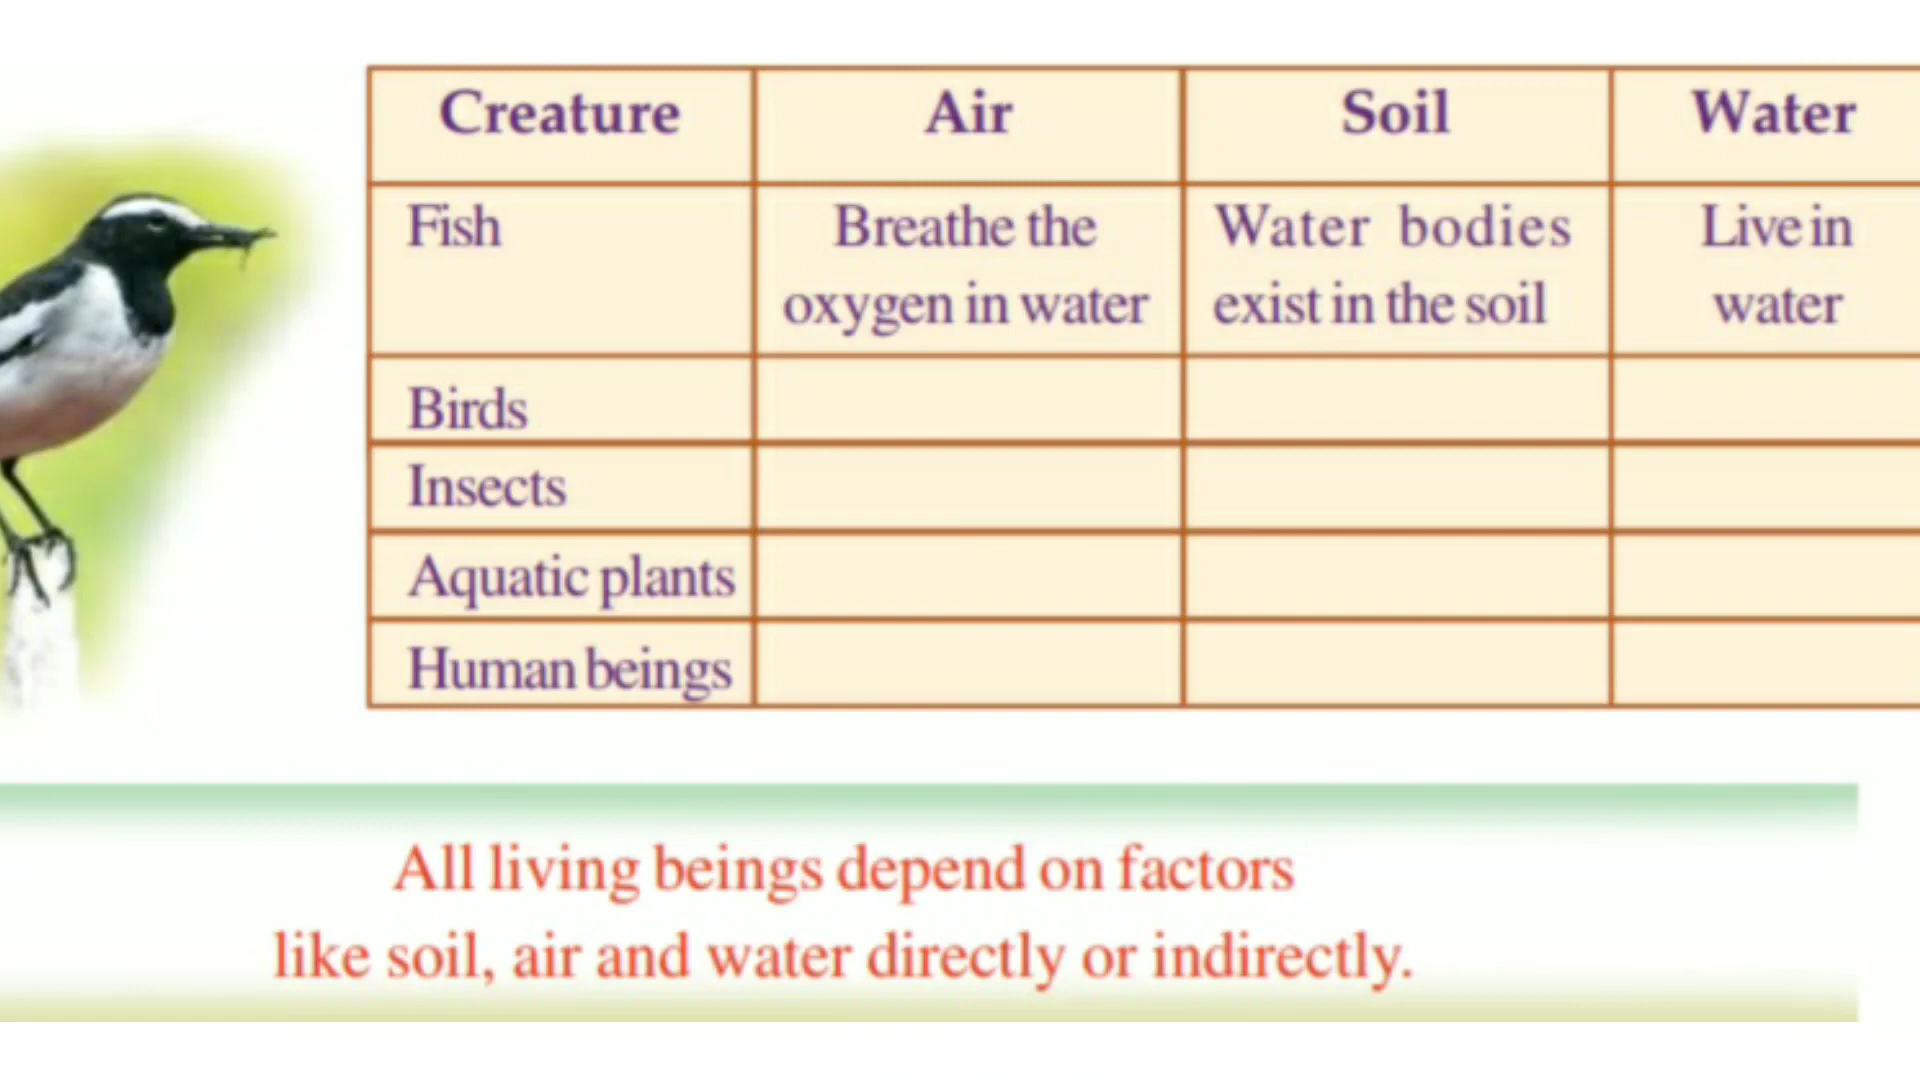 Creature Air Soil Water
Fish Breathe the oxygen in water Water bodies exist in the soil Live in water
Birds
Insects
Aquatic plants
Human beings
All living beings depend on factors
like soil, air and water directly or indirectly.